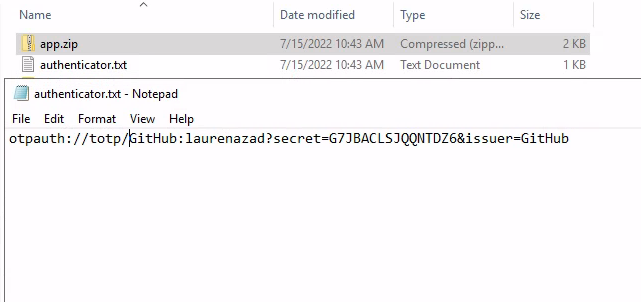 Name Date modified Type Size
app.zip 7/15/2022 10:43 AM Compressed (zipp... 2 KB
authenticator.txt 7/15/2022 10:43 AM Text Document 1 KB
authenticator.txt - Notepad
File Edit Format View Help
otpauth://totp/GitHub:laurenazad?secret=G7JBACLSJQQNTDZ6&issuer=GitHub